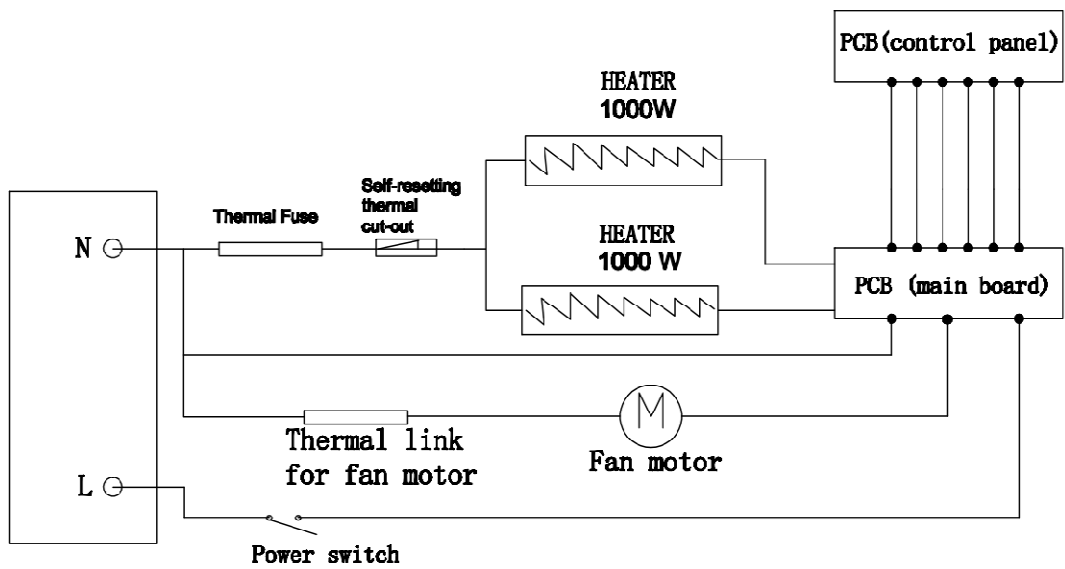 PCB(control panel)
HEATER
1000W
Self-resetting
thermal
cut-out
Thermal Fuse
N
HEATER
1000 W
PCB (main board)
M
Thermal link
for fan motor
Fan motor
L
Power switch